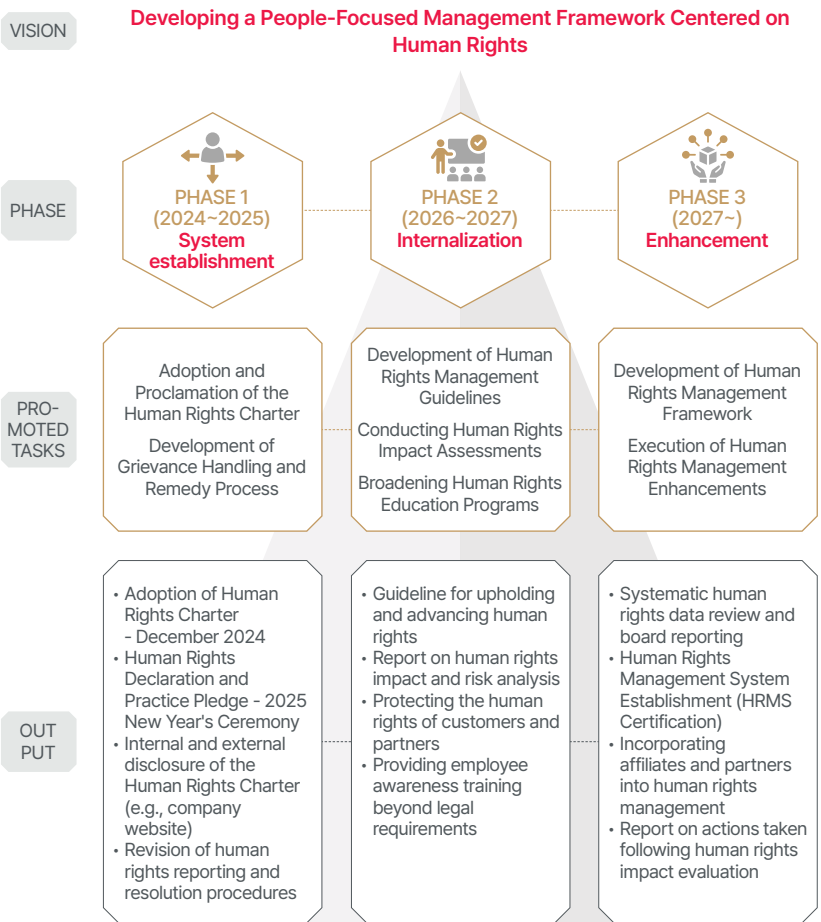 VISION
Developing a People-Focused Management Framework Centered on
Human Rights
PHASE
PHASE 1
(2024~2025)
System
establishment
PHASE 2
(2026~2027)
Internalization
PHASE 3
(2027~)
Enhancement
PRO-
MOTED
TASKS
Adoption and
Proclamation of the
Human Rights Charter
Development of
Grievance Handling and
Remedy Process
Development of Human
Rights Management
Guidelines
Conducting Human Rights
Impact Assessments
Broadening Human Rights
Education Programs
Development of Human
Rights Management
Framework
Execution of Human
Rights Management
Enhancements
OUT
PUT
• Adoption of Human
Rights Charter
- December 2024
• Human Rights
Declaration and
Practice Pledge - 2025
New Year's Ceremony
• Internal and external
disclosure of the
Human Rights Charter
(e.g., company
website)
• Revision of human
rights reporting and
resolution procedures
• Guideline for upholding
and advancing human
rights
• Report on human rights
impact and risk analysis
• Protecting the human
rights of customers and
partners
• Providing employee
awareness training
beyond legal
requirements
• Systematic human
rights data review and
board reporting
• Human Rights
Management System
Establishment (HRMS
Certification)
• Incorporating
affiliates and partners
into human rights
management
• Report on actions taken
following human rights
impact evaluation